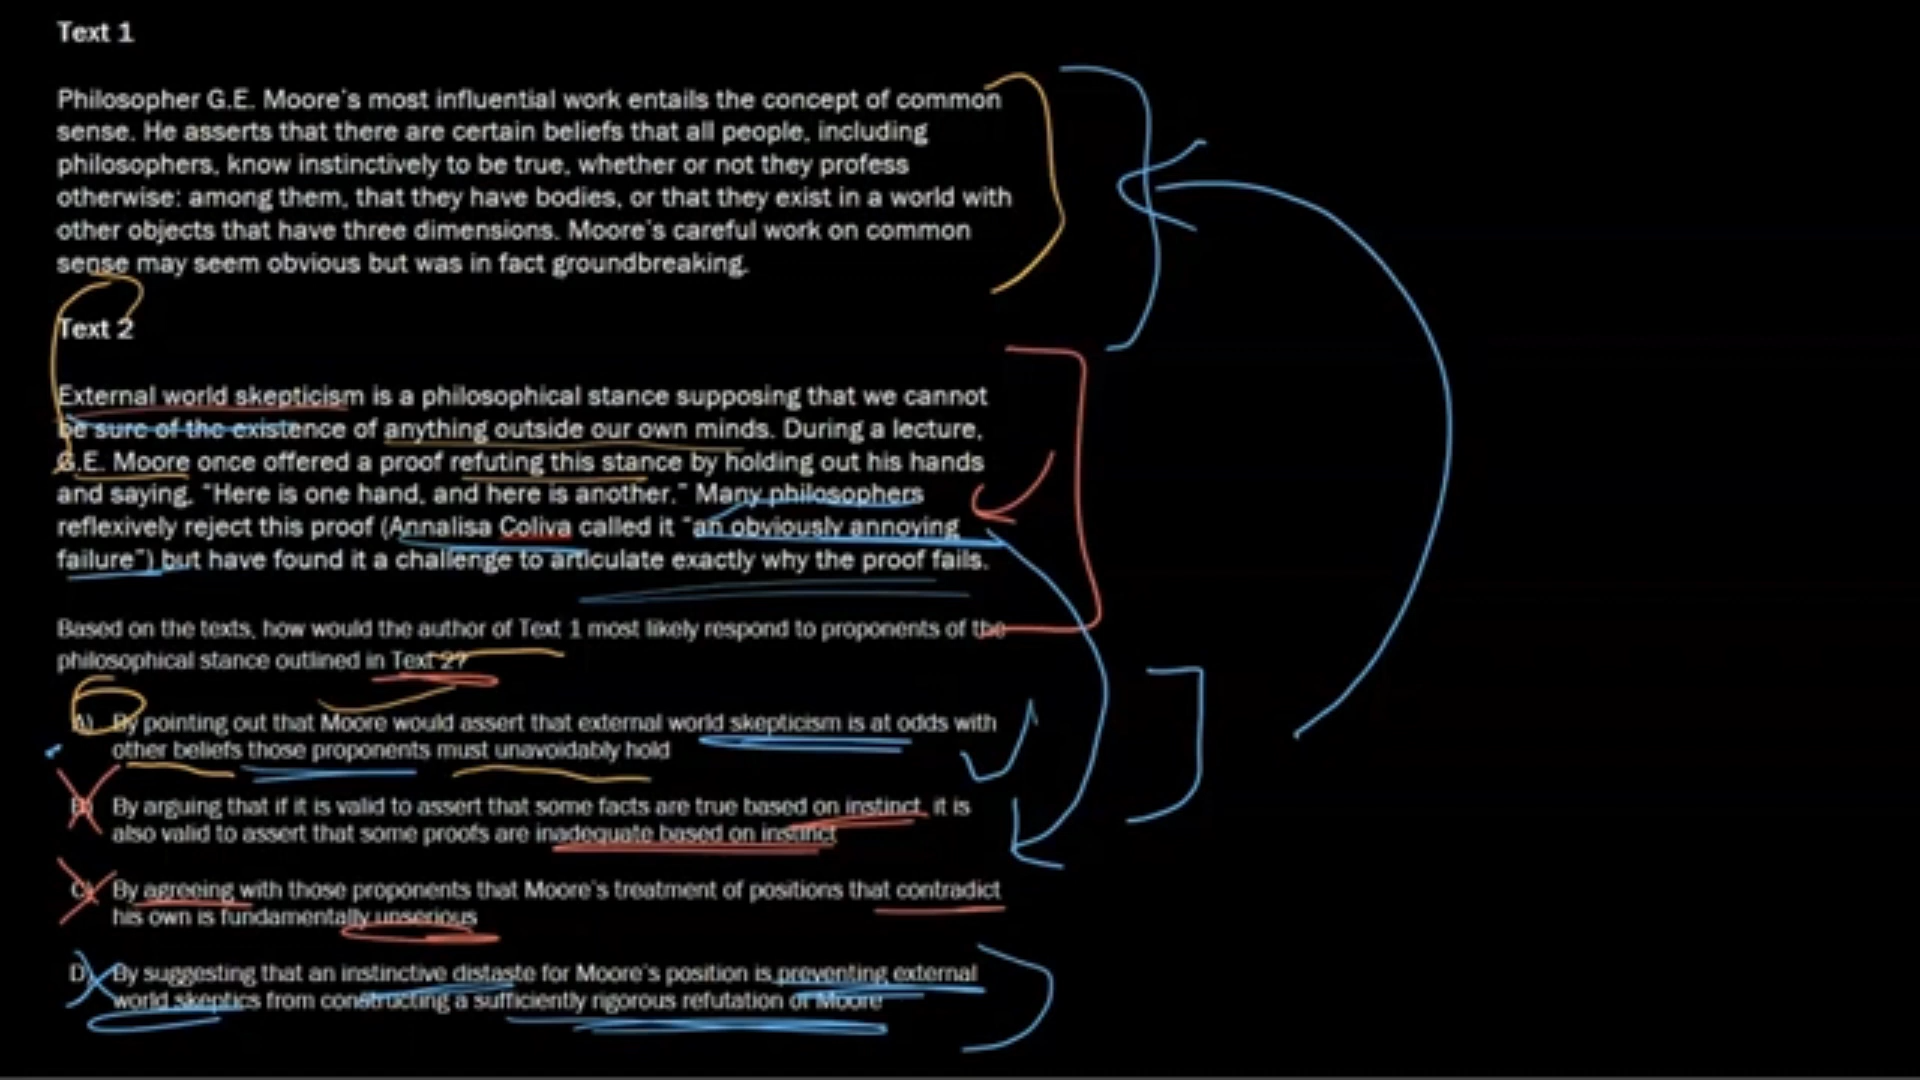 Text 1
Philosopher G.E. Moore's most influential work entails the concept of common
sense. He asserts that there are certain beliefs that all people, including
philosophers, know instinctively to be true, whether or not they profess
otherwise: among them, that they have bodies, or that they exist in a world with
other objects that have three dimensions. Moore's careful work on common
sense may seem obvious but was in fact groundbreaking.
Text 2
External world skepticism is a philosophical stance supposing that we cannot
be sure of the existence of anything outside our own minds. During a lecture,
G.E. Moore once offered a proof refuting this stance by holding out his hands
and saying, "Here is one hand, and here is another." Many philosophers
reflexively reject this proof (Annalisa Coliva called it "an obviously annoying
failure") but have found it a challenge to articulate exactly why the proof fails.
Based on the texts, how would the author of Text 1 most likely respond to proponents of the
philosophical stance outlined in Text 2?
A) By pointing out that Moore would assert that external world skepticism is at odds with
other beliefs those proponents must unavoidably hold
B) By arguing that if it is valid to assert that some facts are true based on instinct, it is
also valid to assert that some proofs are inadequate based on instinct
C) By agreeing with those proponents that Moore's treatment of positions that contradict
his own is fundamentally unserious
D) By suggesting that an instinctive distaste for Moore's position is preventing external
world skeptics from constructing a sufficiently rigorous refutation of Moore